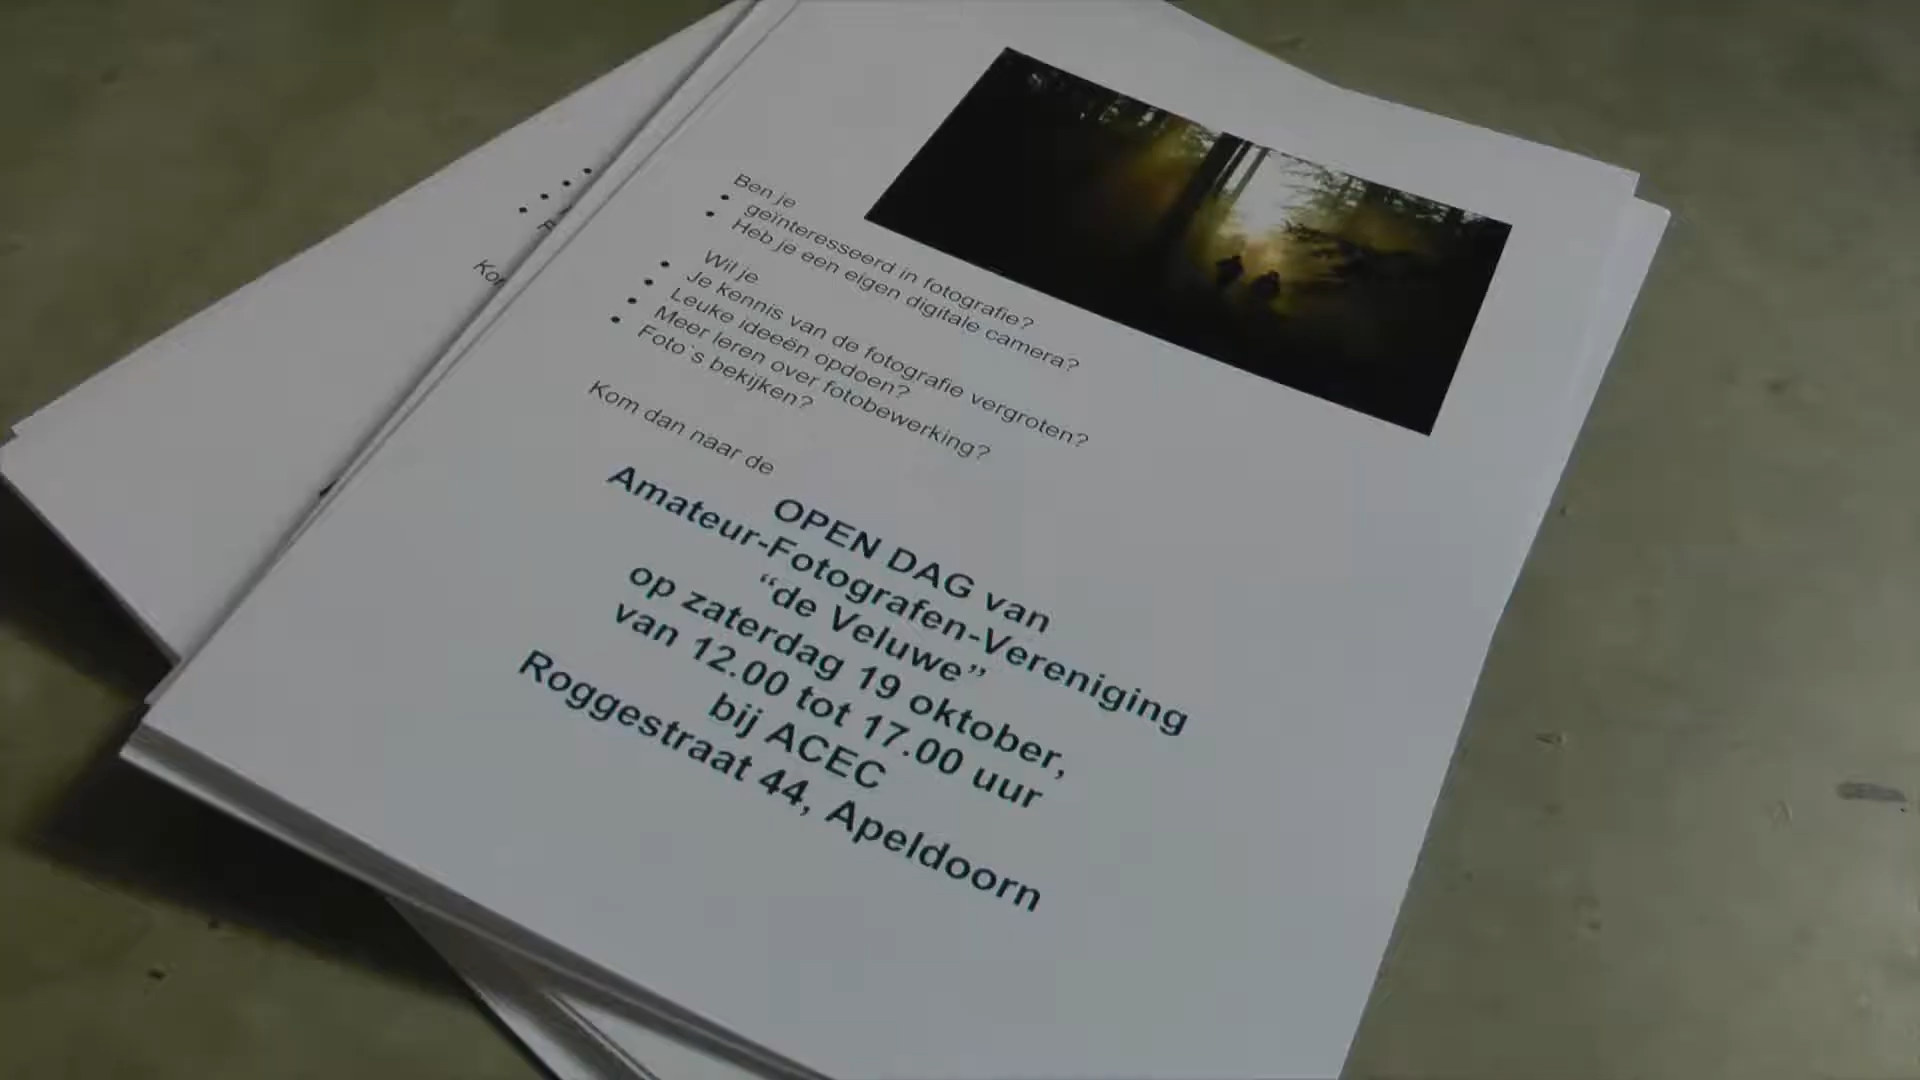 Ben je
• geïnteresseerd in fotografie?
• Heb je een eigen digitale camera?
Wil je
• Je kennis van de fotografie vergroten?
• Leuke ideeën opdoen?
• Meer leren over fotobewerking?
• Foto's bekijken?
Kom dan naar de
OPEN DAG van
Amateur-Fotografen-Vereniging
“de Veluwe”
op zaterdag 19 oktober,
van 12.00 tot 17.00 uur
bij ACEC
Roggestraat 44, Apeldoorn